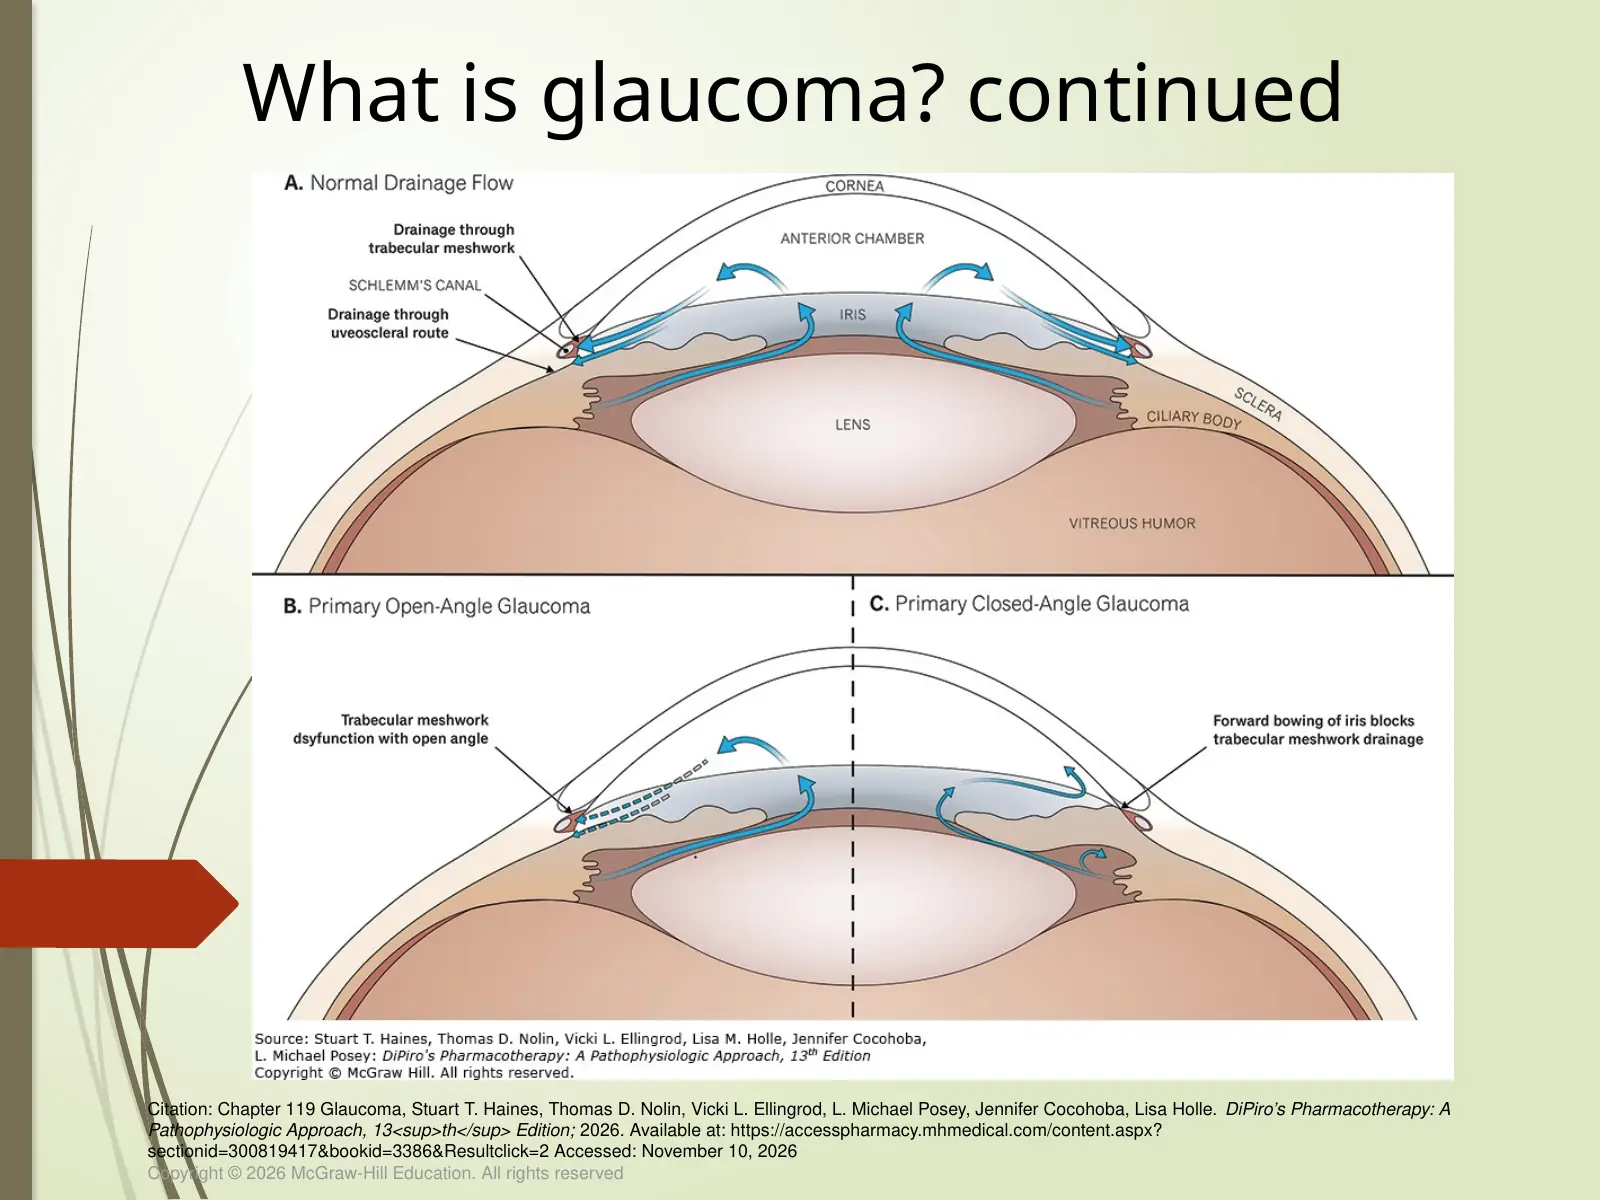 What is glaucoma? continued
A. Normal Drainage Flow
CORNEA
Drainage through
trabecular meshwork
ANTERIOR CHAMBER
SCHLEMM'S CANAL
Drainage through
uveoscleral route
IRIS
LENS
SCLERA
CILIARY BODY
VITREOUS HUMOR
B. Primary Open-Angle Glaucoma
C. Primary Closed-Angle Glaucoma
Trabecular meshwork
dsyfunction with open angle
Forward bowing of iris blocks
trabecular meshwork drainage
Source: Stuart T. Haines, Thomas D. Nolin, Vicki L. Ellingrod, Lisa M. Holle, Jennifer Cocohoba,
L. Michael Posey: DiPiro's Pharmacotherapy: A Pathophysiologic Approach, 13th Edition
Copyright © McGraw Hill. All rights reserved.
Citation: Chapter 119 Glaucoma, Stuart T. Haines, Thomas D. Nolin, Vicki L. Ellingrod, L. Michael Posey, Jennifer Cocohoba, Lisa Holle. DiPiro’s Pharmacotherapy: A
Pathophysiologic Approach, 13<sup>th</sup> Edition; 2026. Available at: https://accesspharmacy.mhmedical.com/content.aspx?
sectionid=300819417&bookid=3386&Resultclick=2 Accessed: November 10, 2026
Copyright © 2026 McGraw-Hill Education. All rights reserved